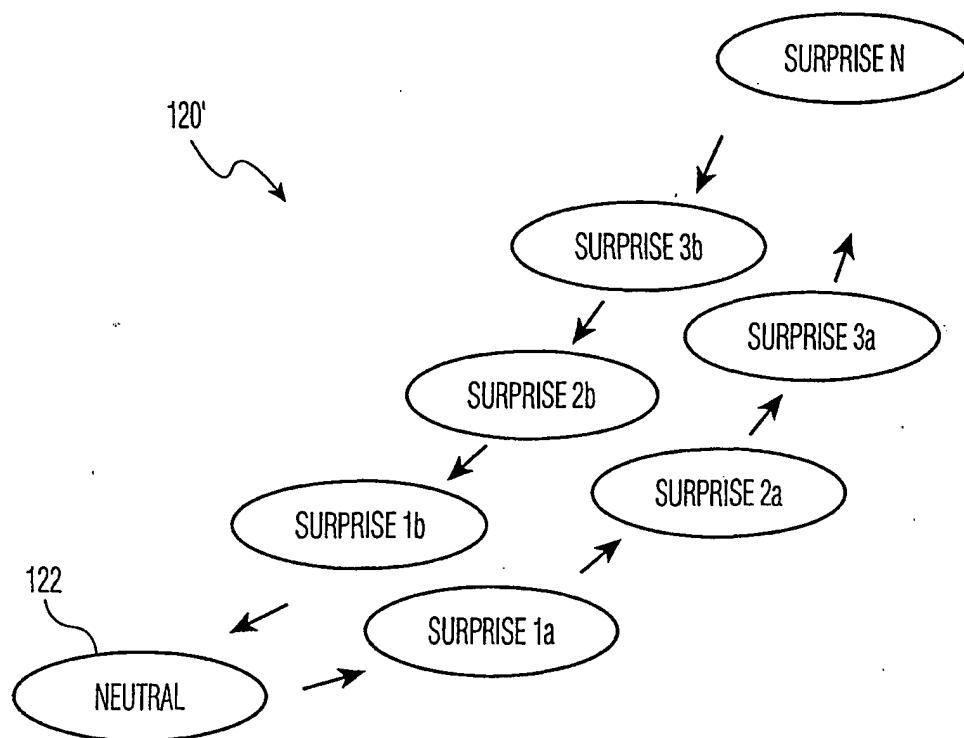 SURPRISE N
120'
SURPRISE 3b
SURPRISE 3a
SURPRISE 2b
SURPRISE 2a
SURPRISE 1b
122
SURPRISE 1a
NEUTRAL